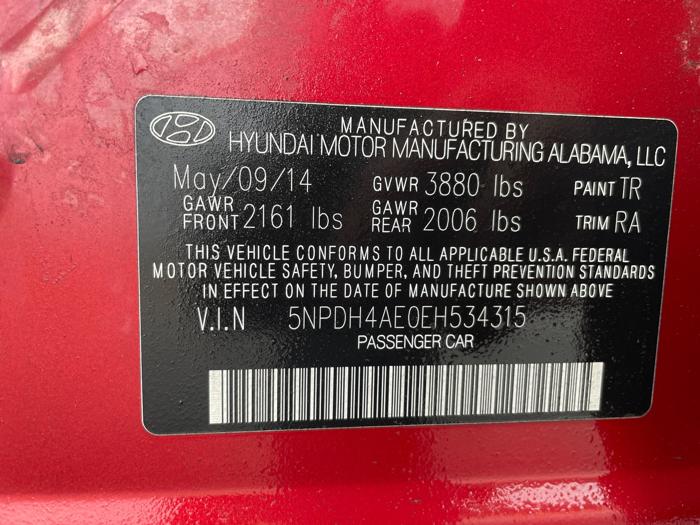 MANUFACTURED BY
HYUNDAI MOTOR MANUFACTURING ALABAMA, LLC
May/09/14 GVWR 3880 lbs PAINT TR
GAWR FRONT 2161 lbs GAWR REAR 2006 lbs TRIM RA
THIS VEHICLE CONFORMS TO ALL APPLICABLE U.S.A. FEDERAL
MOTOR VEHICLE SAFETY, BUMPER, AND THEFT PREVENTION STANDARDS
IN EFFECT ON THE DATE OF MANUFACTURE SHOWN ABOVE
V.I.N 5NPDH4AE0EH534315
PASSENGER CAR